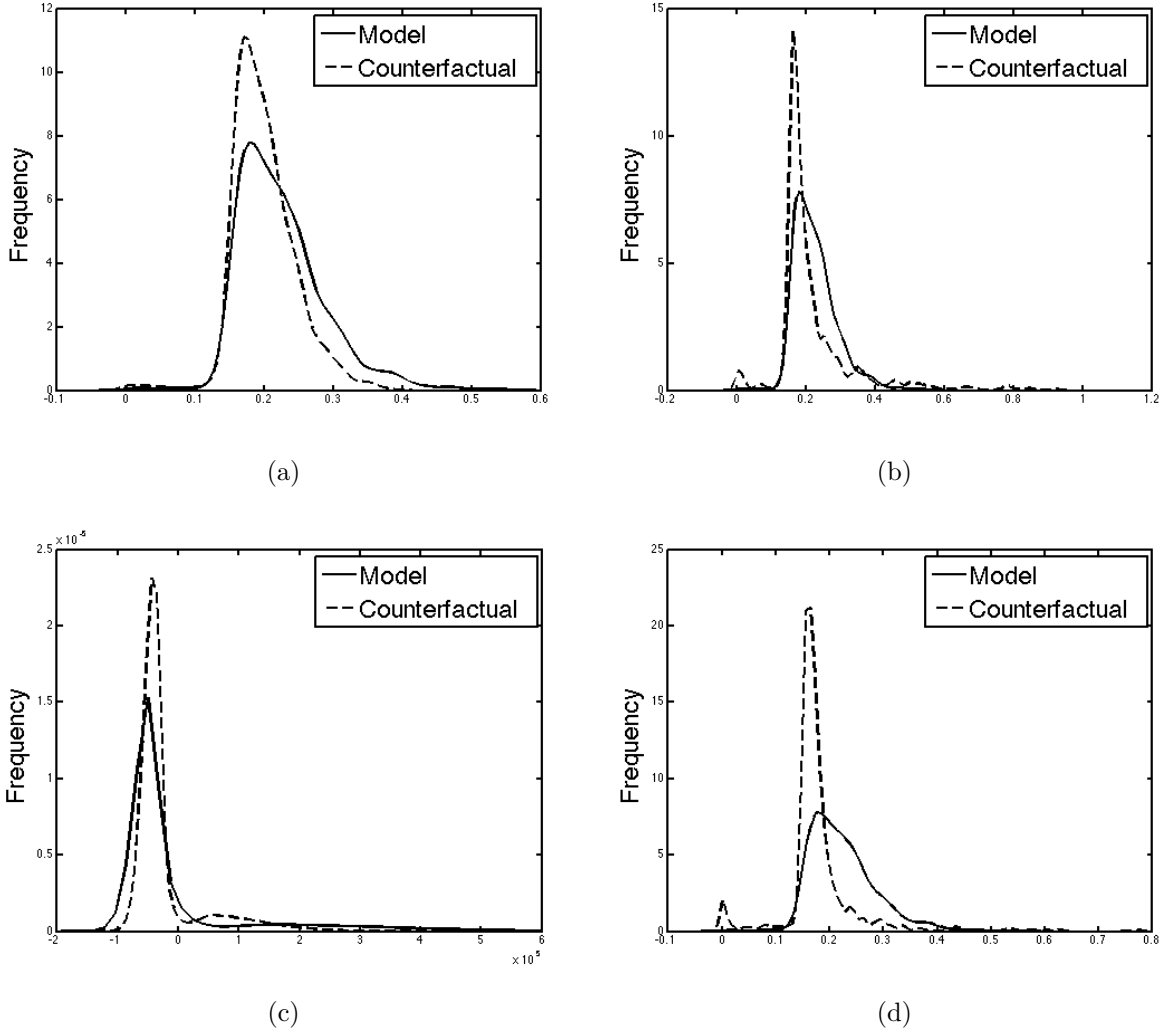 12
10
8
6
4
2
0
Frequency
-0.1 0 0.1 0.2 0.3 0.4 0.5 0.6
Model
Counterfactual
(a)
15
10
5
0
Frequency
-0.2 0 0.2 0.4 0.6 0.8 1 1.2
Model
Counterfactual
(b)
x 10⁻⁵
2.5
2
1.5
1
0.5
0
Frequency
-2 -1 0 1 2 3 4 5 6
x 10⁵
Model
Counterfactual
(c)
25
20
15
10
5
0
Frequency
-0.1 0 0.1 0.2 0.3 0.4 0.5 0.6 0.7 0.8
Model
Counterfactual
(d)